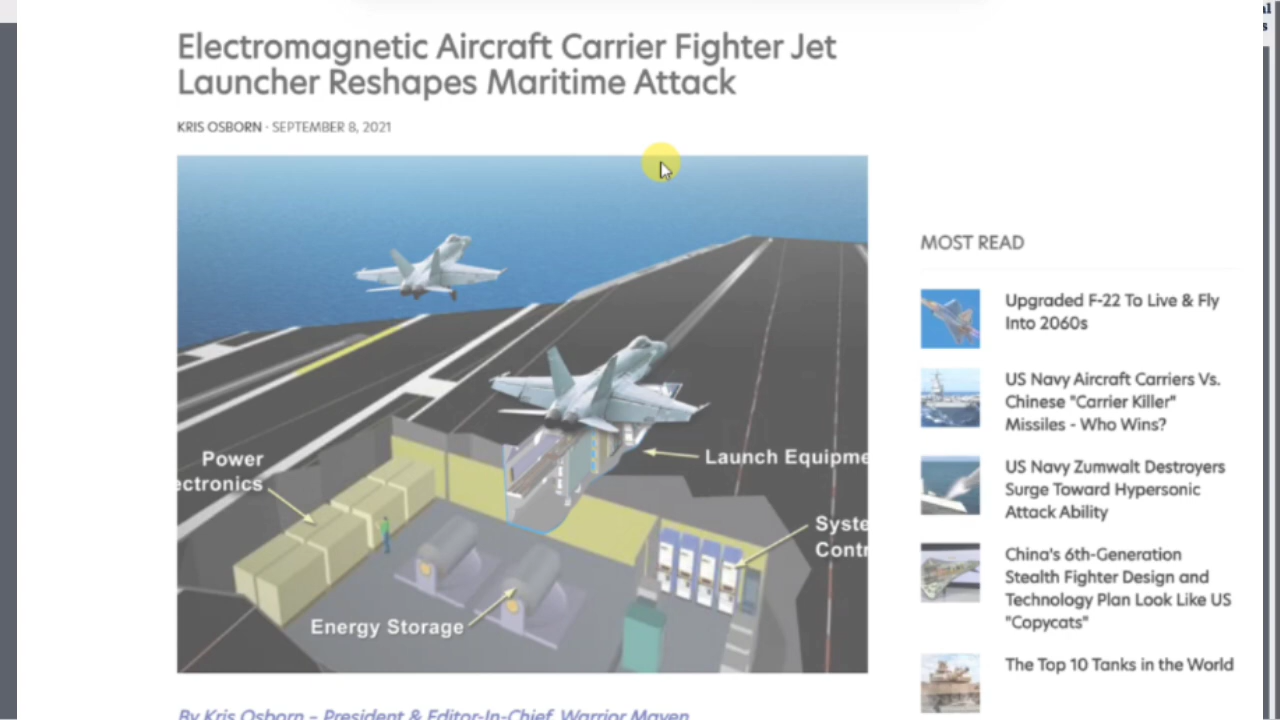 Electromagnetic Aircraft Carrier Fighter Jet
Launcher Reshapes Maritime Attack
KRIS OSBORN · SEPTEMBER 8, 2021
Power
ectronics
Launch Equipme
Syste
Contr
Energy Storage
By Kris Osborn – President & Editor-In-Chief, Warrior Maven
MOST READ
Upgraded F-22 To Live & Fly
Into 2060s
US Navy Aircraft Carriers Vs.
Chinese "Carrier Killer"
Missiles - Who Wins?
US Navy Zumwalt Destroyers
Surge Toward Hypersonic
Attack Ability
China's 6th-Generation
Stealth Fighter Design and
Technology Plan Look Like US
"Copycats"
The Top 10 Tanks in the World